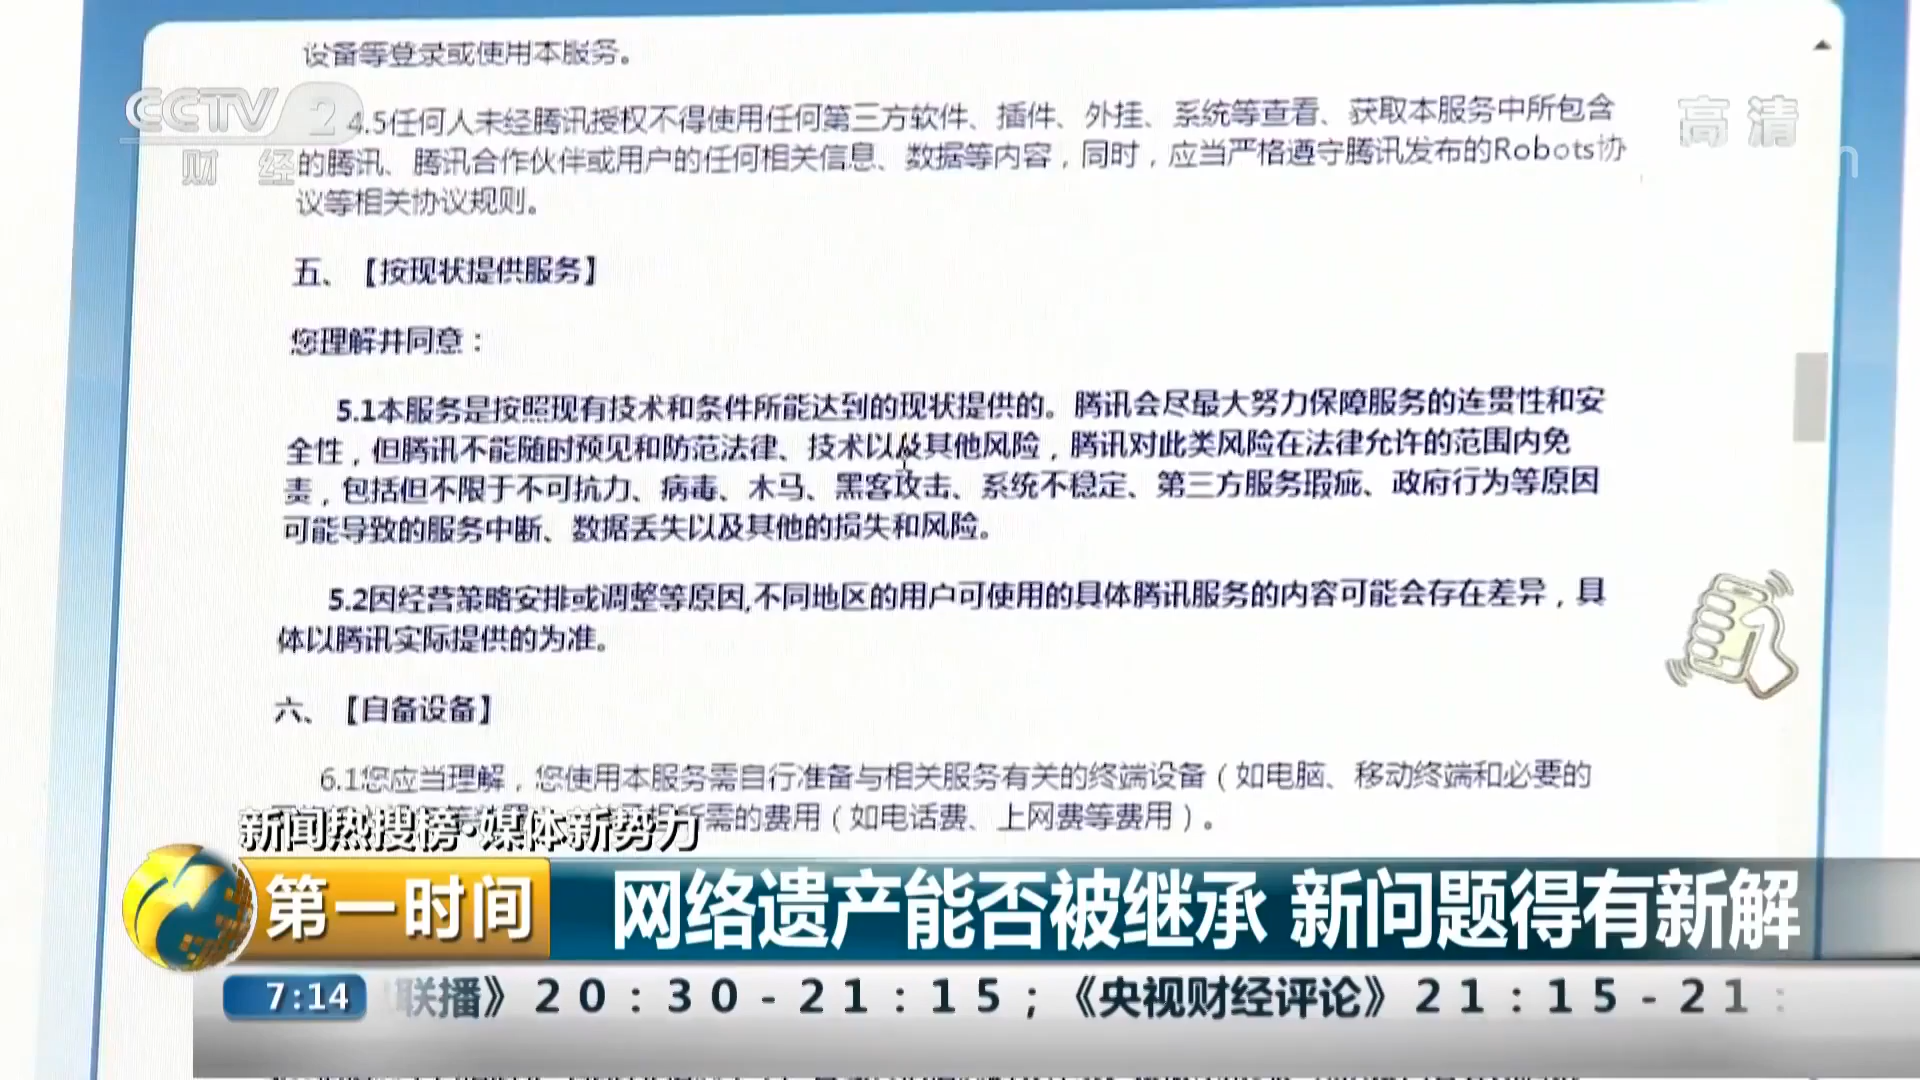 设备等登录或使用本服务。
CCTV 2
财 经
高 清
4.5任何人未经腾讯授权不得使用任何第三方软件、插件、外挂、系统等查看、获取本服务中所包含
的腾讯、腾讯合作伙伴或用户的任何相关信息、数据等内容，同时，应当严格遵守腾讯发布的Robots协
议等相关协议规则。
五、【按现状提供服务】
您理解并同意：
5.1本服务是按照现有技术和条件所能达到的现状提供的。腾讯会尽最大努力保障服务的连贯性和安
全性，但腾讯不能随时预见和防范法律、技术以及其他风险，腾讯对此类风险在法律允许的范围内免
责，包括但不限于不可抗力、病毒、木马、黑客攻击、系统不稳定、第三方服务瑕疵、政府行为等原因
可能导致的服务中断、数据丢失以及其他的损失和风险。
5.2因经营策略安排或调整等原因,不同地区的用户可使用的具体腾讯服务的内容可能会存在差异，具
体以腾讯实际提供的为准。
六、【自备设备】
6.1您应当理解，您使用本服务需自行准备与相关服务有关的终端设备（如电脑、移动终端和必要的
所需的费用（如电话费、上网费等费用）。
新闻热搜榜·媒体新势力
第一时间
网络遗产能否被继承 新问题得有新解
7:14
联播》20:30-21:15；《央视财经评论》21:15-21: